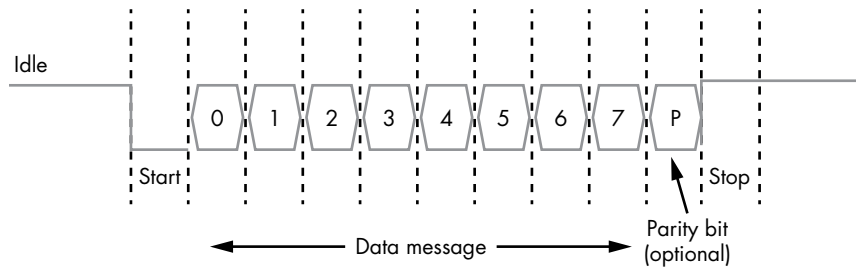 Idle
0 1 2 3 4 5 6 7 P
Start
Stop
Data message
Parity bit
(optional)